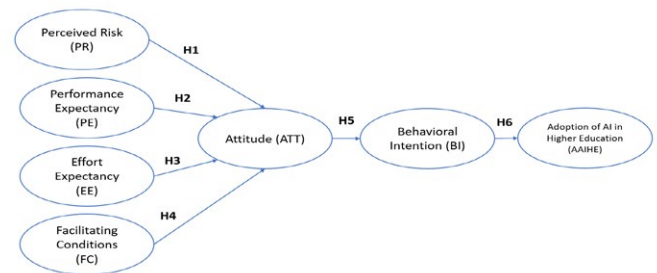 Perceived Risk
(PR)
H1
Performance
Expectancy
(PE)
H2
Effort
Expectancy
(EE)
H3
Facilitating
Conditions
(FC)
H4
Attitude (ATT)
H5
Behavioral
Intention (BI)
H6
Adoption of AI in
Higher Education
(AAIHE)